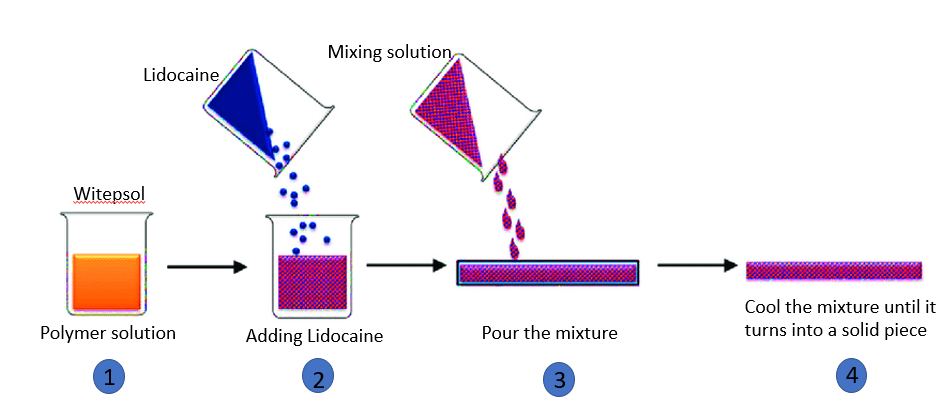 Witepsol
Polymer solution
1
Lidocaine
Adding Lidocaine
2
Mixing solution
Pour the mixture
3
Cool the mixture until it
turns into a solid piece
4